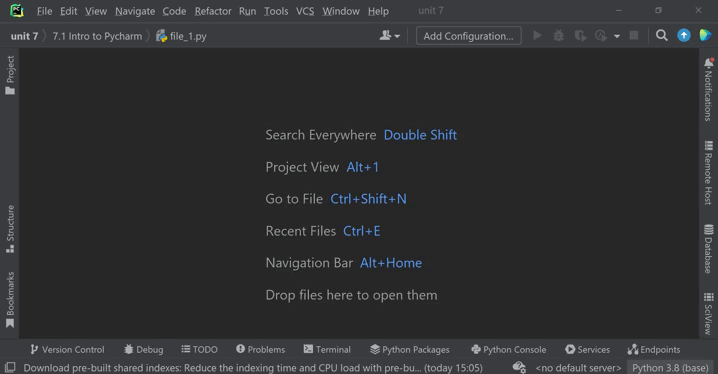 PC
File Edit View Navigate Code Refactor Run Tools VCS Window Help unit 7
unit 7 7.1 Intro to Pycharm file_1.py Add Configuration...
Project
Structure
Bookmarks
Search Everywhere Double Shift
Project View Alt+1
Go to File Ctrl+Shift+N
Recent Files Ctrl+E
Navigation Bar Alt+Home
Drop files here to open them
Notifications
Remote Host
Database
SciView
Version Control Debug TODO Problems Terminal Python Packages Python Console Services Endpoints
Download pre-built shared indexes: Reduce the indexing time and CPU load with pre-bu... (today 15:05) <no default server> Python 3.8 (base)